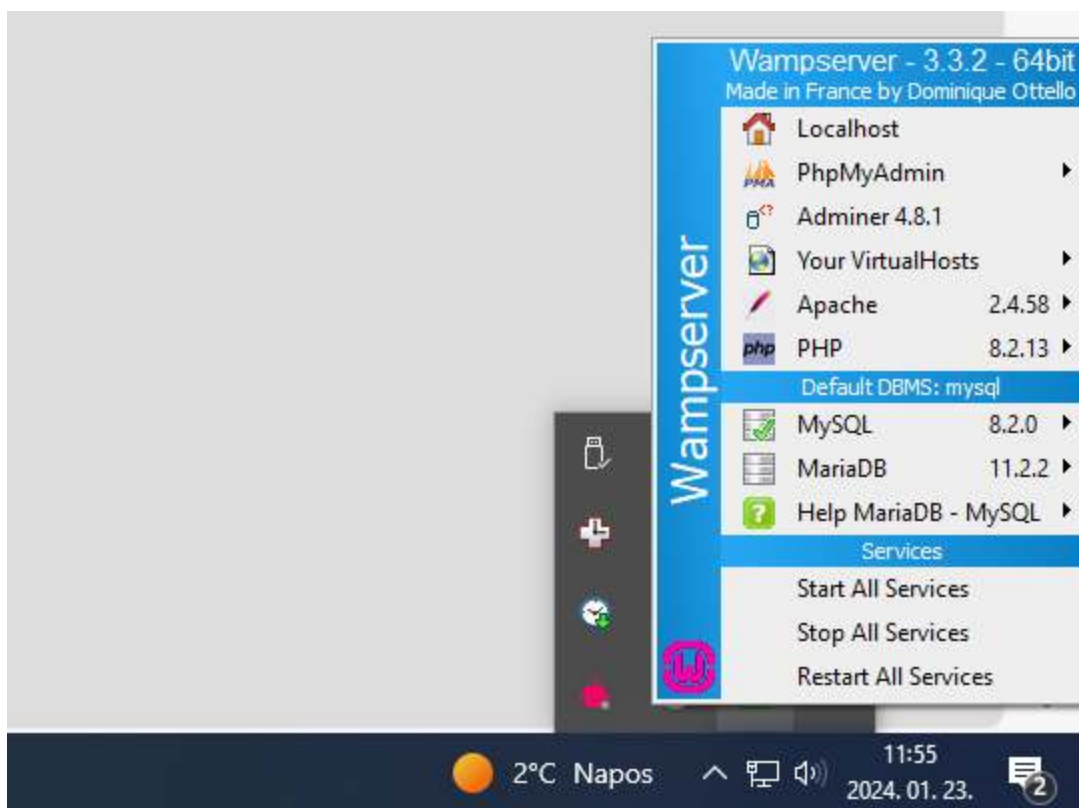 Wampserver - 3.3.2 - 64bit
Made in France by Dominique Ottello
Wampserver
Localhost
PMA PhpMyAdmin
Adminer 4.8.1
Your VirtualHosts
Apache 2.4.58
php PHP 8.2.13
Default DBMS: mysql
MySQL 8.2.0
MariaDB 11.2.2
? Help MariaDB - MySQL
Services
Start All Services
Stop All Services
Restart All Services
W
2°C Napos
11:55
2024. 01. 23.
2